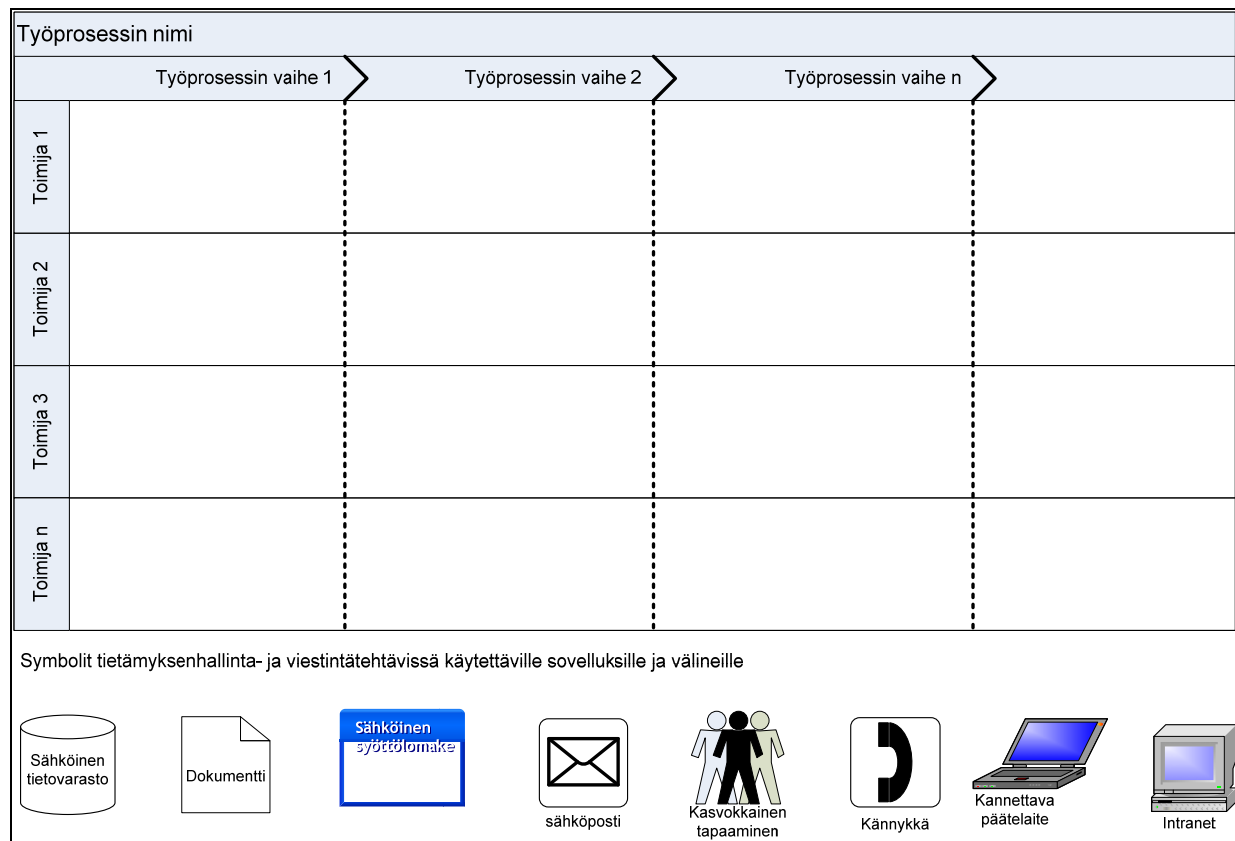 Työprosessin nimi
Työprosessin vaihe 1
Työprosessin vaihe 2
Työprosessin vaihe n
Toimija 1
Toimija 2
Toimija 3
Toimija n
Symbolit tietämyksenhallinta- ja viestintätehtävissä käytettäville sovelluksille ja välineille
Sähköinen
tietovarasto
Dokumentti
Sähköinen
syöttölomake
sähköposti
Kasvokkainen
tapaaminen
Kännykkä
Kannettava
päätelaite
Intranet